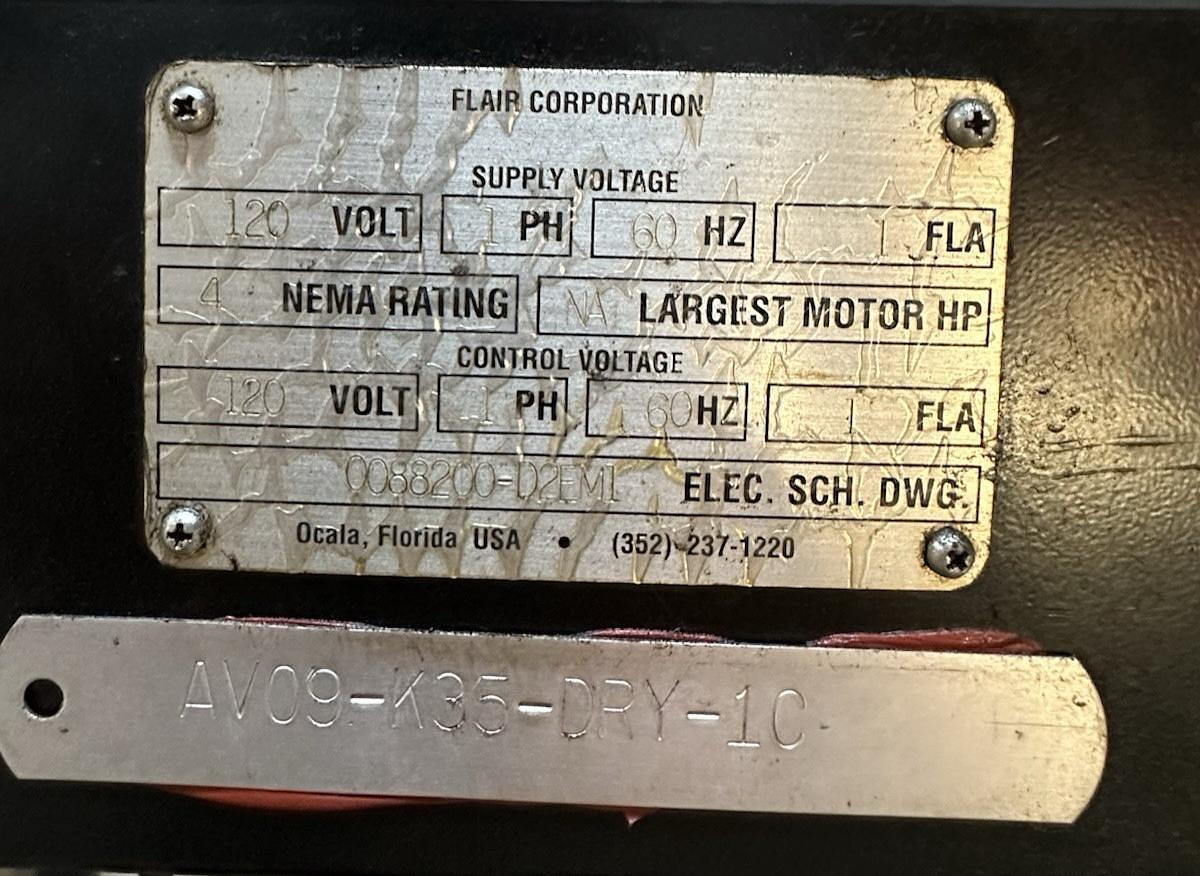 FLAIR CORPORATION
SUPPLY VOLTAGE
120 VOLT 1 PH 60 HZ 1 FLA
4 NEMA RATING NA LARGEST MOTOR HP
CONTROL VOLTAGE
120 VOLT 1 PH 60 HZ 1 FLA
0088200-D2EM1 ELEC. SCH. DWG.
Ocala, Florida USA • (352) 237-1220
AV09-K35-DRY-1C